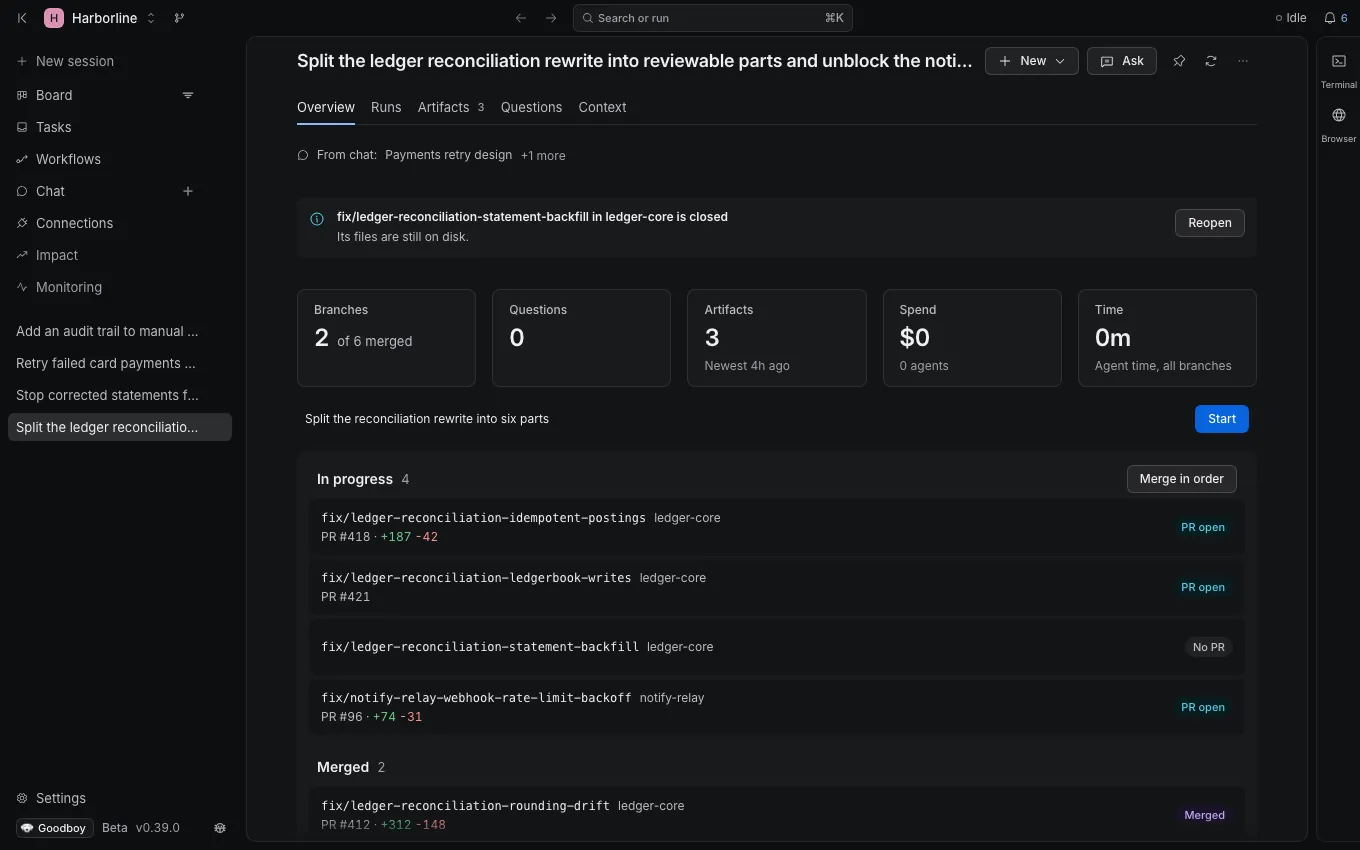 H Harborline
Search or run ⌘K
Idle 6
New session
Board
Tasks
Workflows
Chat
Connections
Impact
Monitoring
Add an audit trail to manual ...
Retry failed card payments ...
Stop corrected statements f...
Split the ledger reconciliatio...
Settings
Goodboy Beta v0.39.0
Split the ledger reconciliation rewrite into reviewable parts and unblock the noti...
New
Ask
Overview Runs Artifacts 3 Questions Context
From chat: Payments retry design +1 more
fix/ledger-reconciliation-statement-backfill in ledger-core is closed
Its files are still on disk.
Reopen
Branches
2 of 6 merged
Questions
0
Artifacts
3
Newest 4h ago
Spend
$0
0 agents
Time
0m
Agent time, all branches
Split the reconciliation rewrite into six parts
Start
In progress 4
Merge in order
fix/ledger-reconciliation-idempotent-postings ledger-core
PR #418 · +187 -42
PR open
fix/ledger-reconciliation-ledgerbook-writes ledger-core
PR #421
PR open
fix/ledger-reconciliation-statement-backfill ledger-core
No PR
fix/notify-relay-webhook-rate-limit-backoff notify-relay
PR #96 · +74 -31
PR open
Merged 2
fix/ledger-reconciliation-rounding-drift ledger-core
PR #412 · +312 -148
Merged
Terminal
Browser